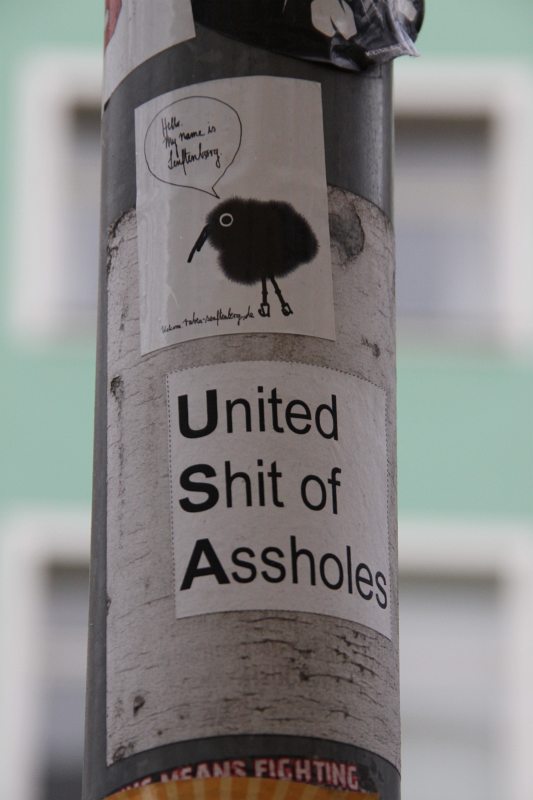 Hello.
My name is
Senftenberg.
United
Shit of
Assholes
MEANS FIGHTING